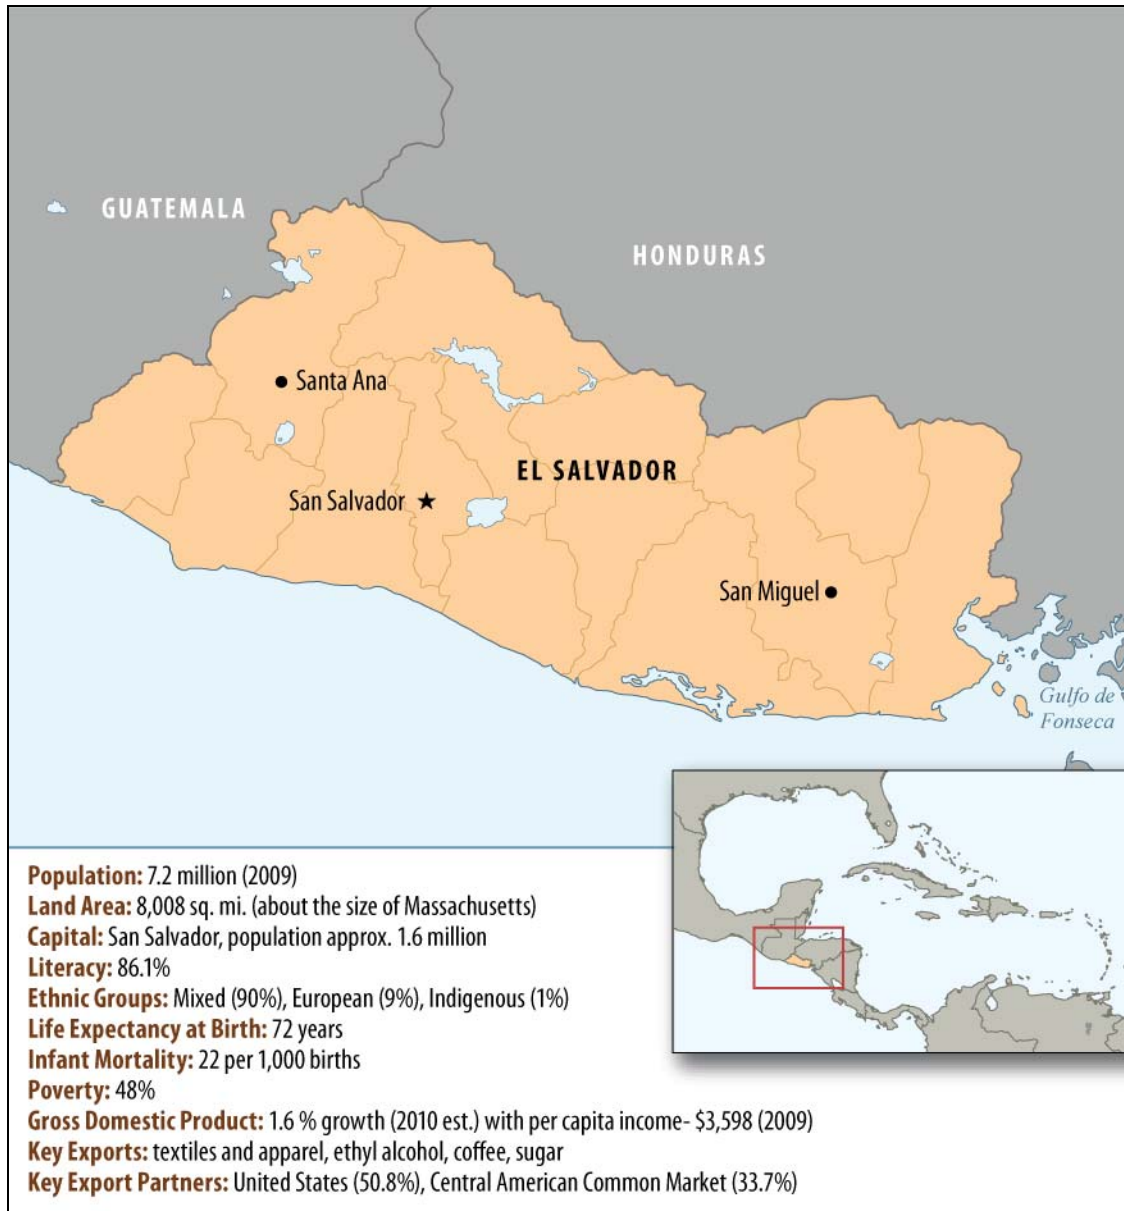 GUATEMALA
HONDURAS
Santa Ana
EL SALVADOR
San Salvador
San Miguel
Gulfo de
Fonseca
Population: 7.2 million (2009)
Land Area: 8,008 sq. mi. (about the size of Massachusetts)
Capital: San Salvador, population approx. 1.6 million
Literacy: 86.1%
Ethnic Groups: Mixed (90%), European (9%), Indigenous (1%)
Life Expectancy at Birth: 72 years
Infant Mortality: 22 per 1,000 births
Poverty: 48%
Gross Domestic Product: 1.6 % growth (2010 est.) with per capita income- $3,598 (2009)
Key Exports: textiles and apparel, ethyl alcohol, coffee, sugar
Key Export Partners: United States (50.8%), Central American Common Market (33.7%)